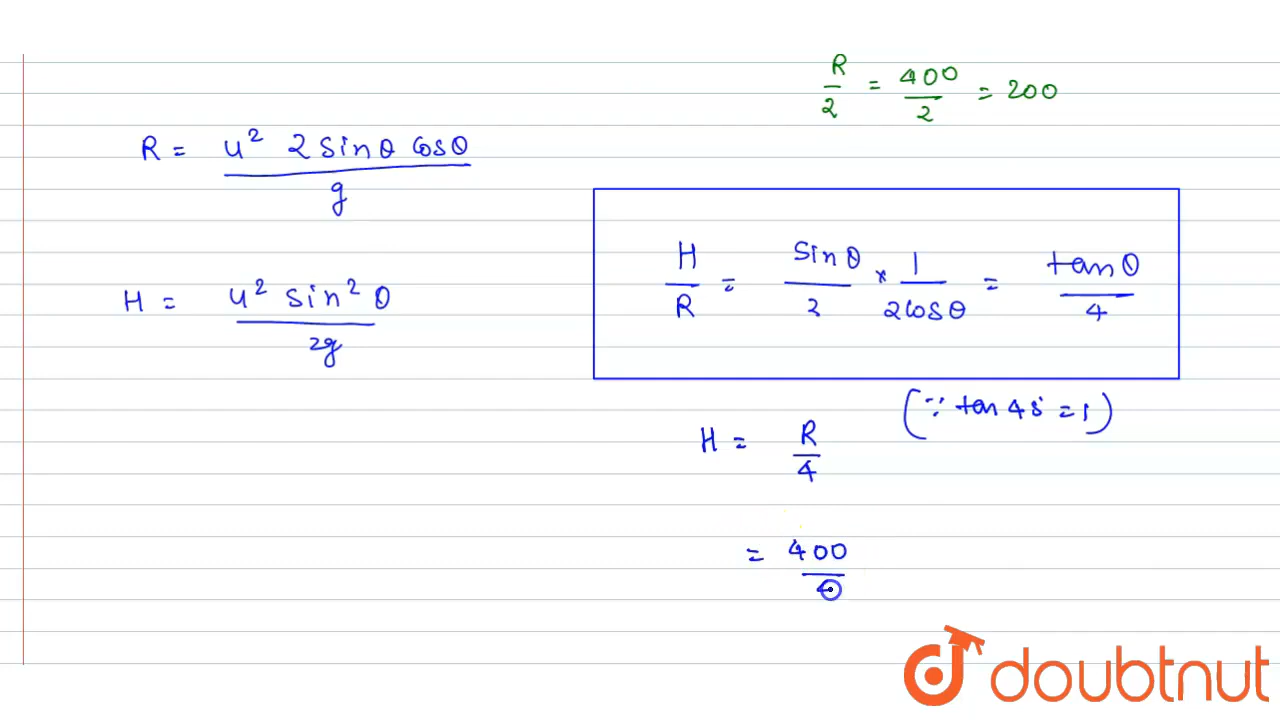 R/2 = 400/2 = 200
R = u² 2 sinθ cosθ / g
H/R = sinθ/2 × 1/2cosθ = tanθ/4
H = u² sin²θ / 2g
(∵ tan 45 = 1)
H = R/4
= 400/4
doubtnut